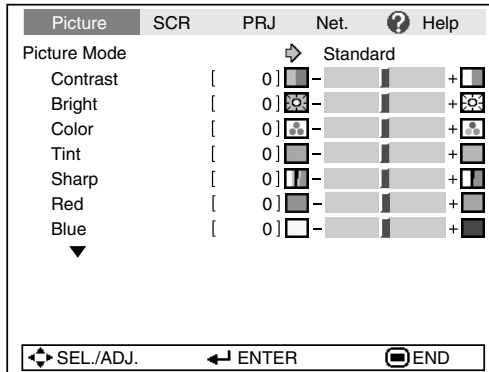 Picture SCR PRJ Net. ? Help
Picture Mode Standard
Contrast [ 0 ] – +
Bright [ 0 ] – +
Color [ 0 ] – +
Tint [ 0 ] – +
Sharp [ 0 ] – +
Red [ 0 ] – +
Blue [ 0 ] – +
SEL./ADJ. ENTER END